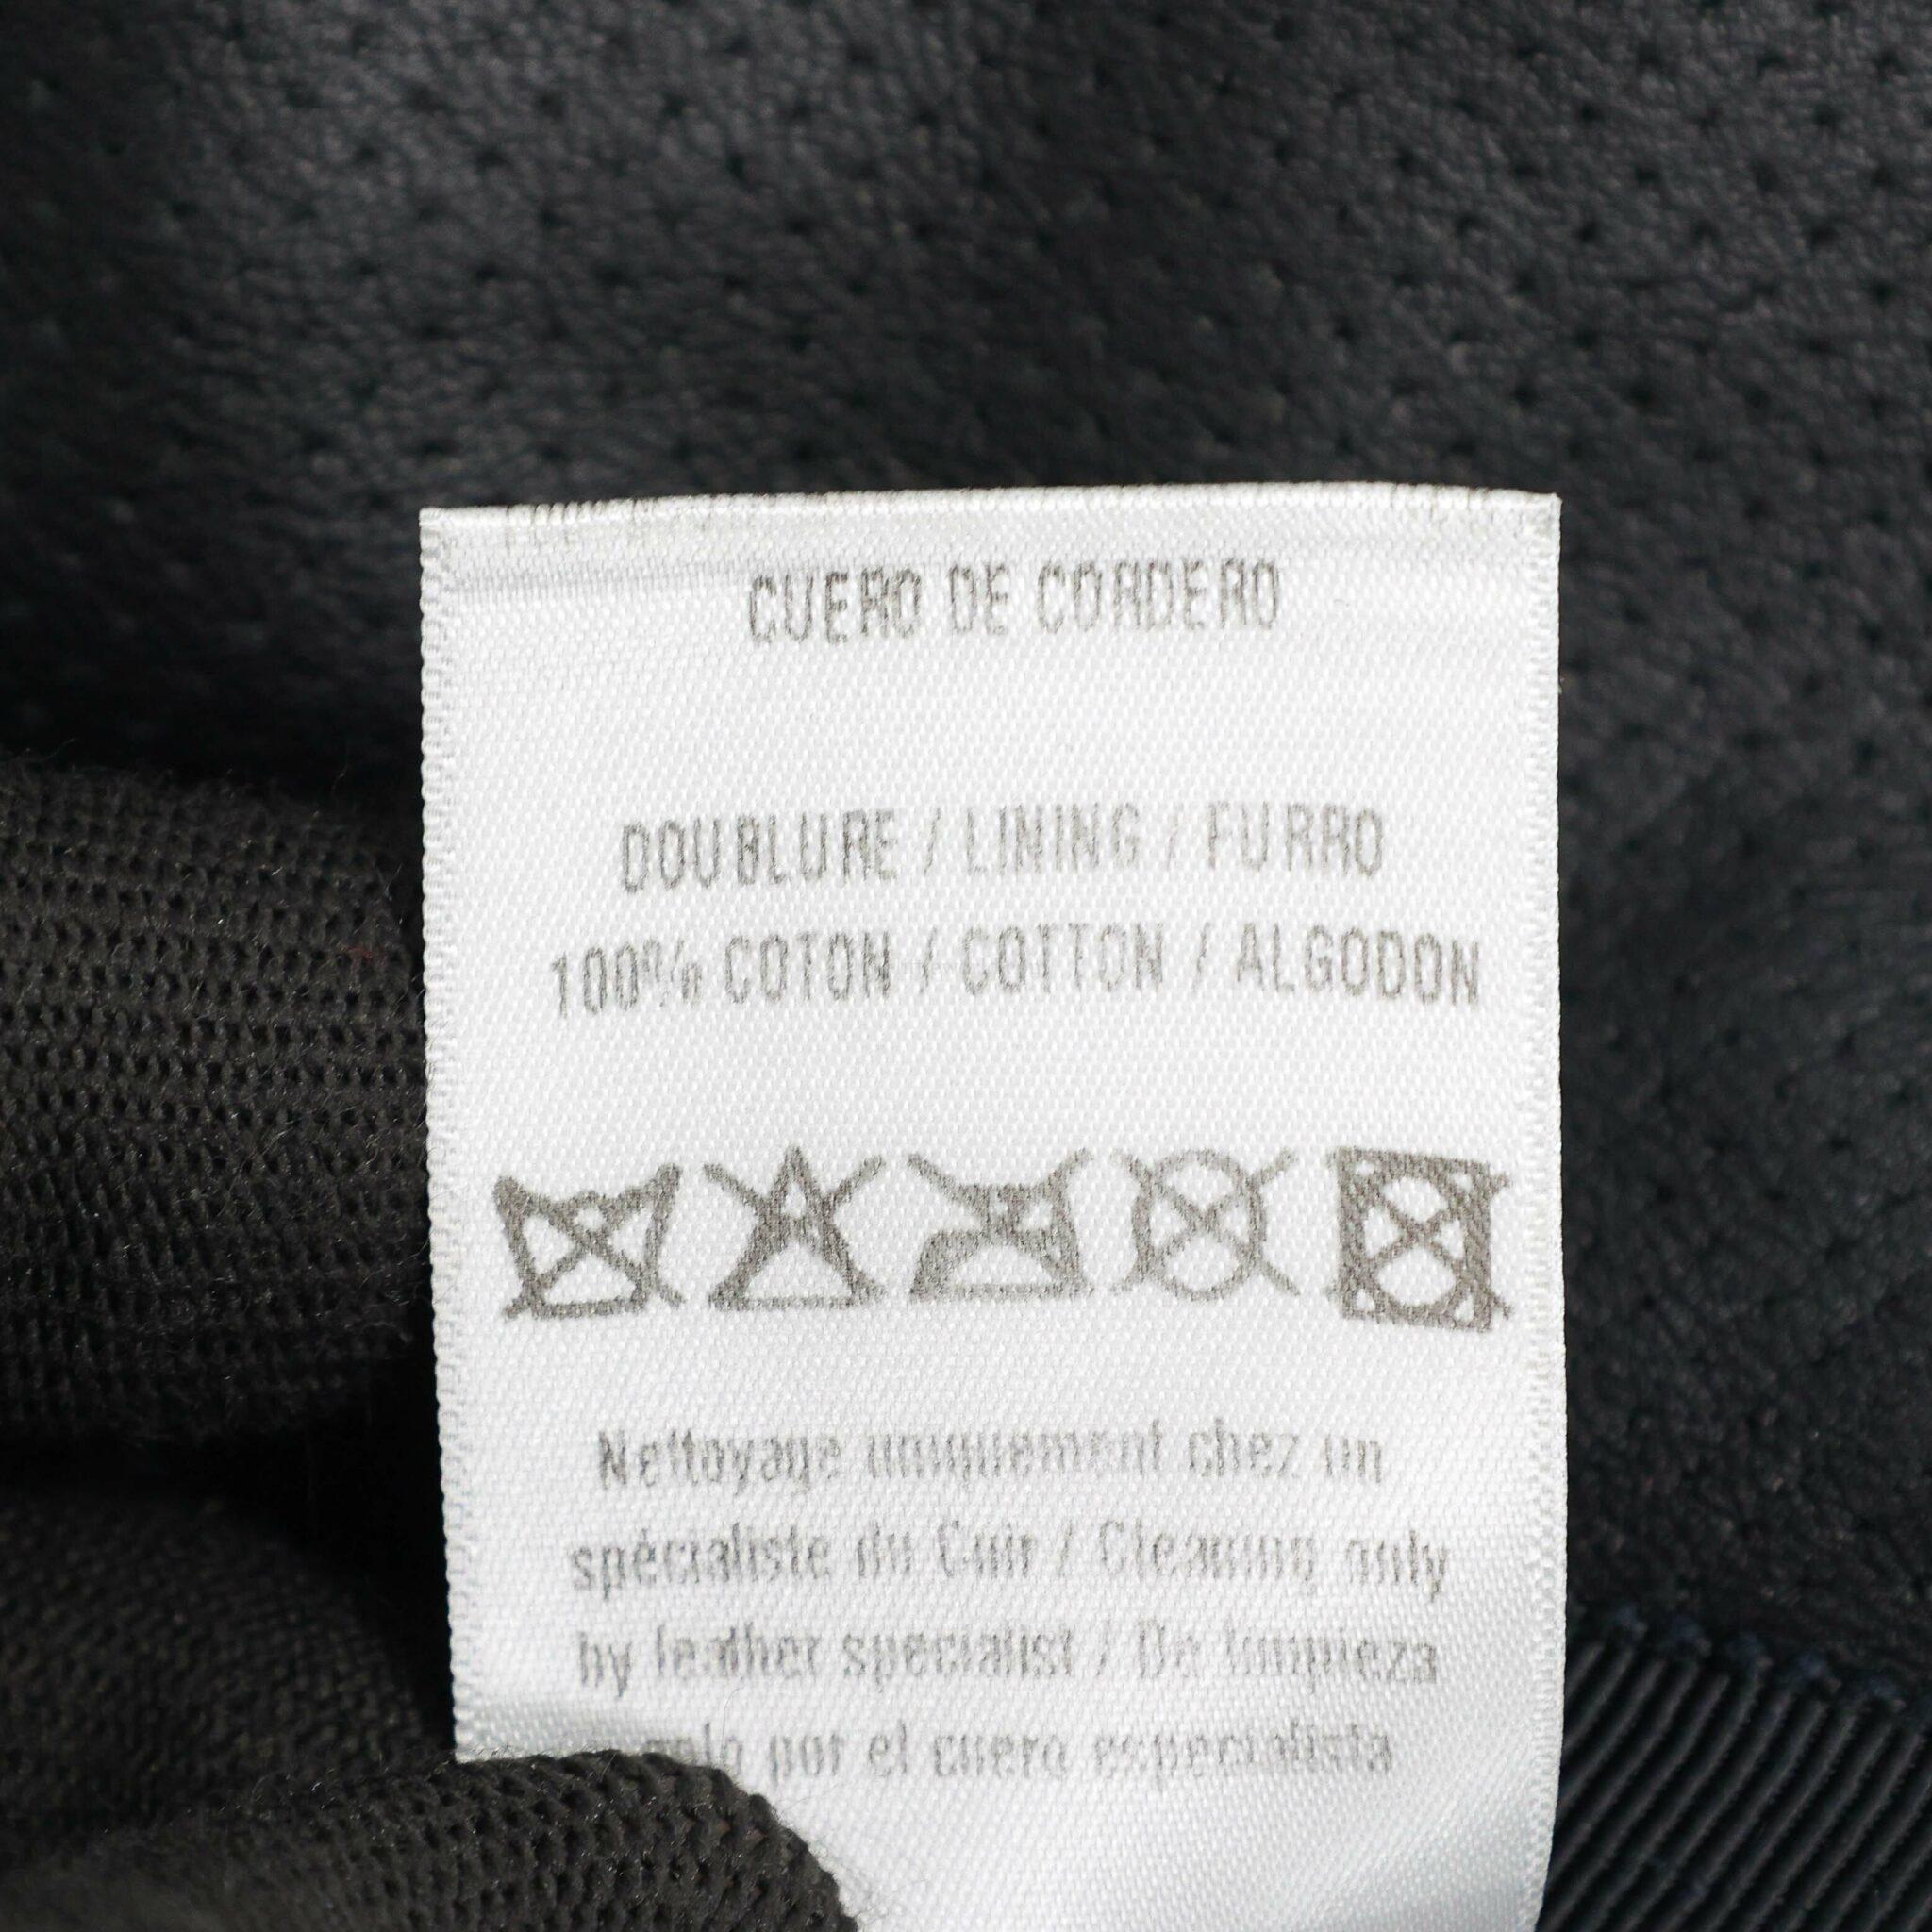 CUERO DE CORDERO
DOUBLURE / LINING / FURRO
100% COTON / COTTON / ALGODON
Nettoyage uniquement chez un
spécialiste du Cuir / Cleaning only
by leather specialist / De limpieza
por el cuero especialista